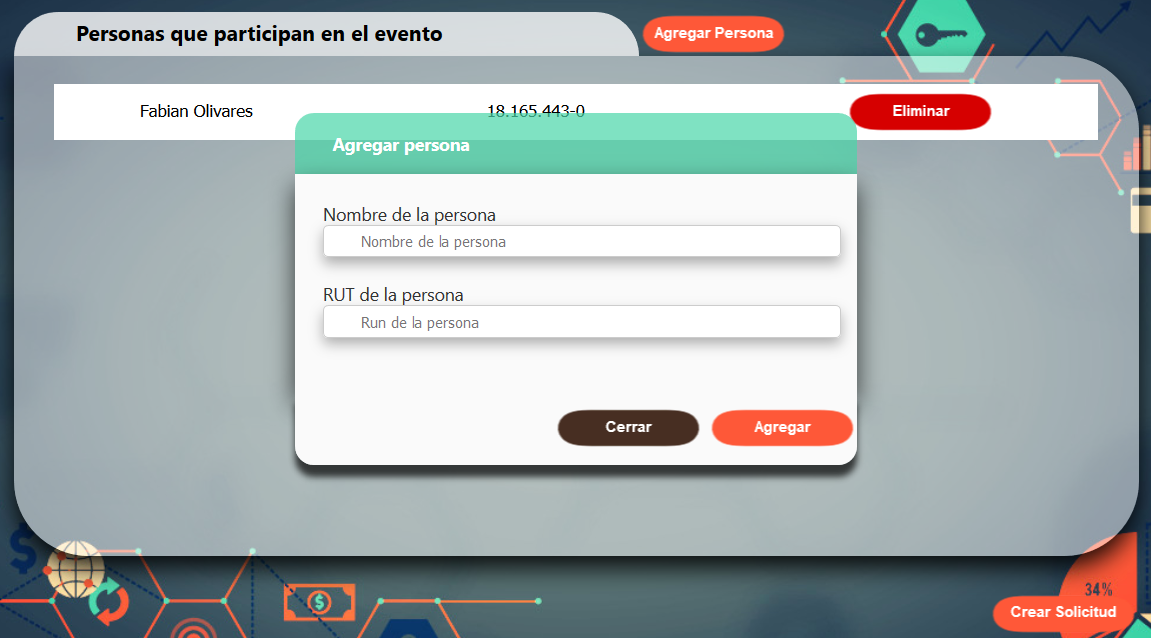 Personas que participan en el evento
Agregar Persona
Fabian Olivares
18.165.443-0
Eliminar
Agregar persona
Nombre de la persona
Nombre de la persona
RUT de la persona
Run de la persona
Cerrar
Agregar
$
34%
Crear Solicitud
$